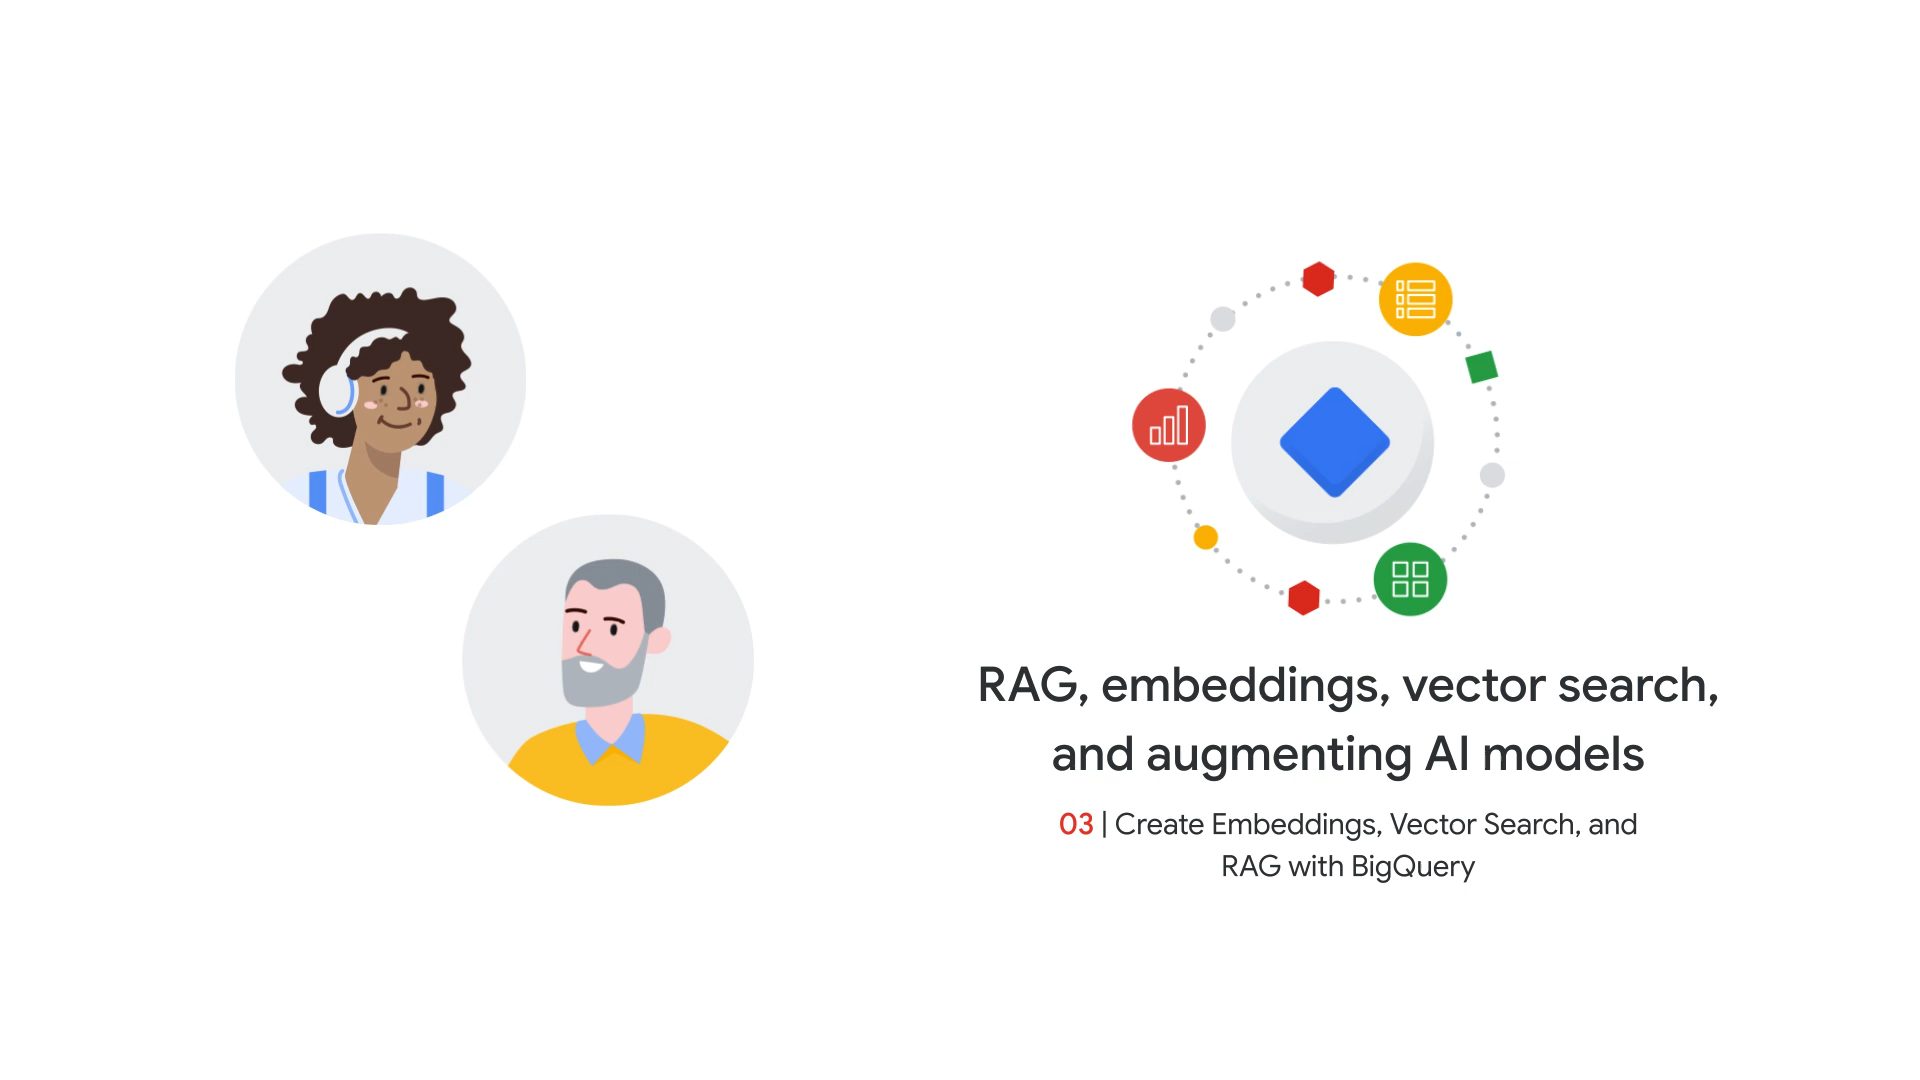 RAG, embeddings, vector search,
and augmenting AI models
03 | Create Embeddings, Vector Search, and
RAG with BigQuery